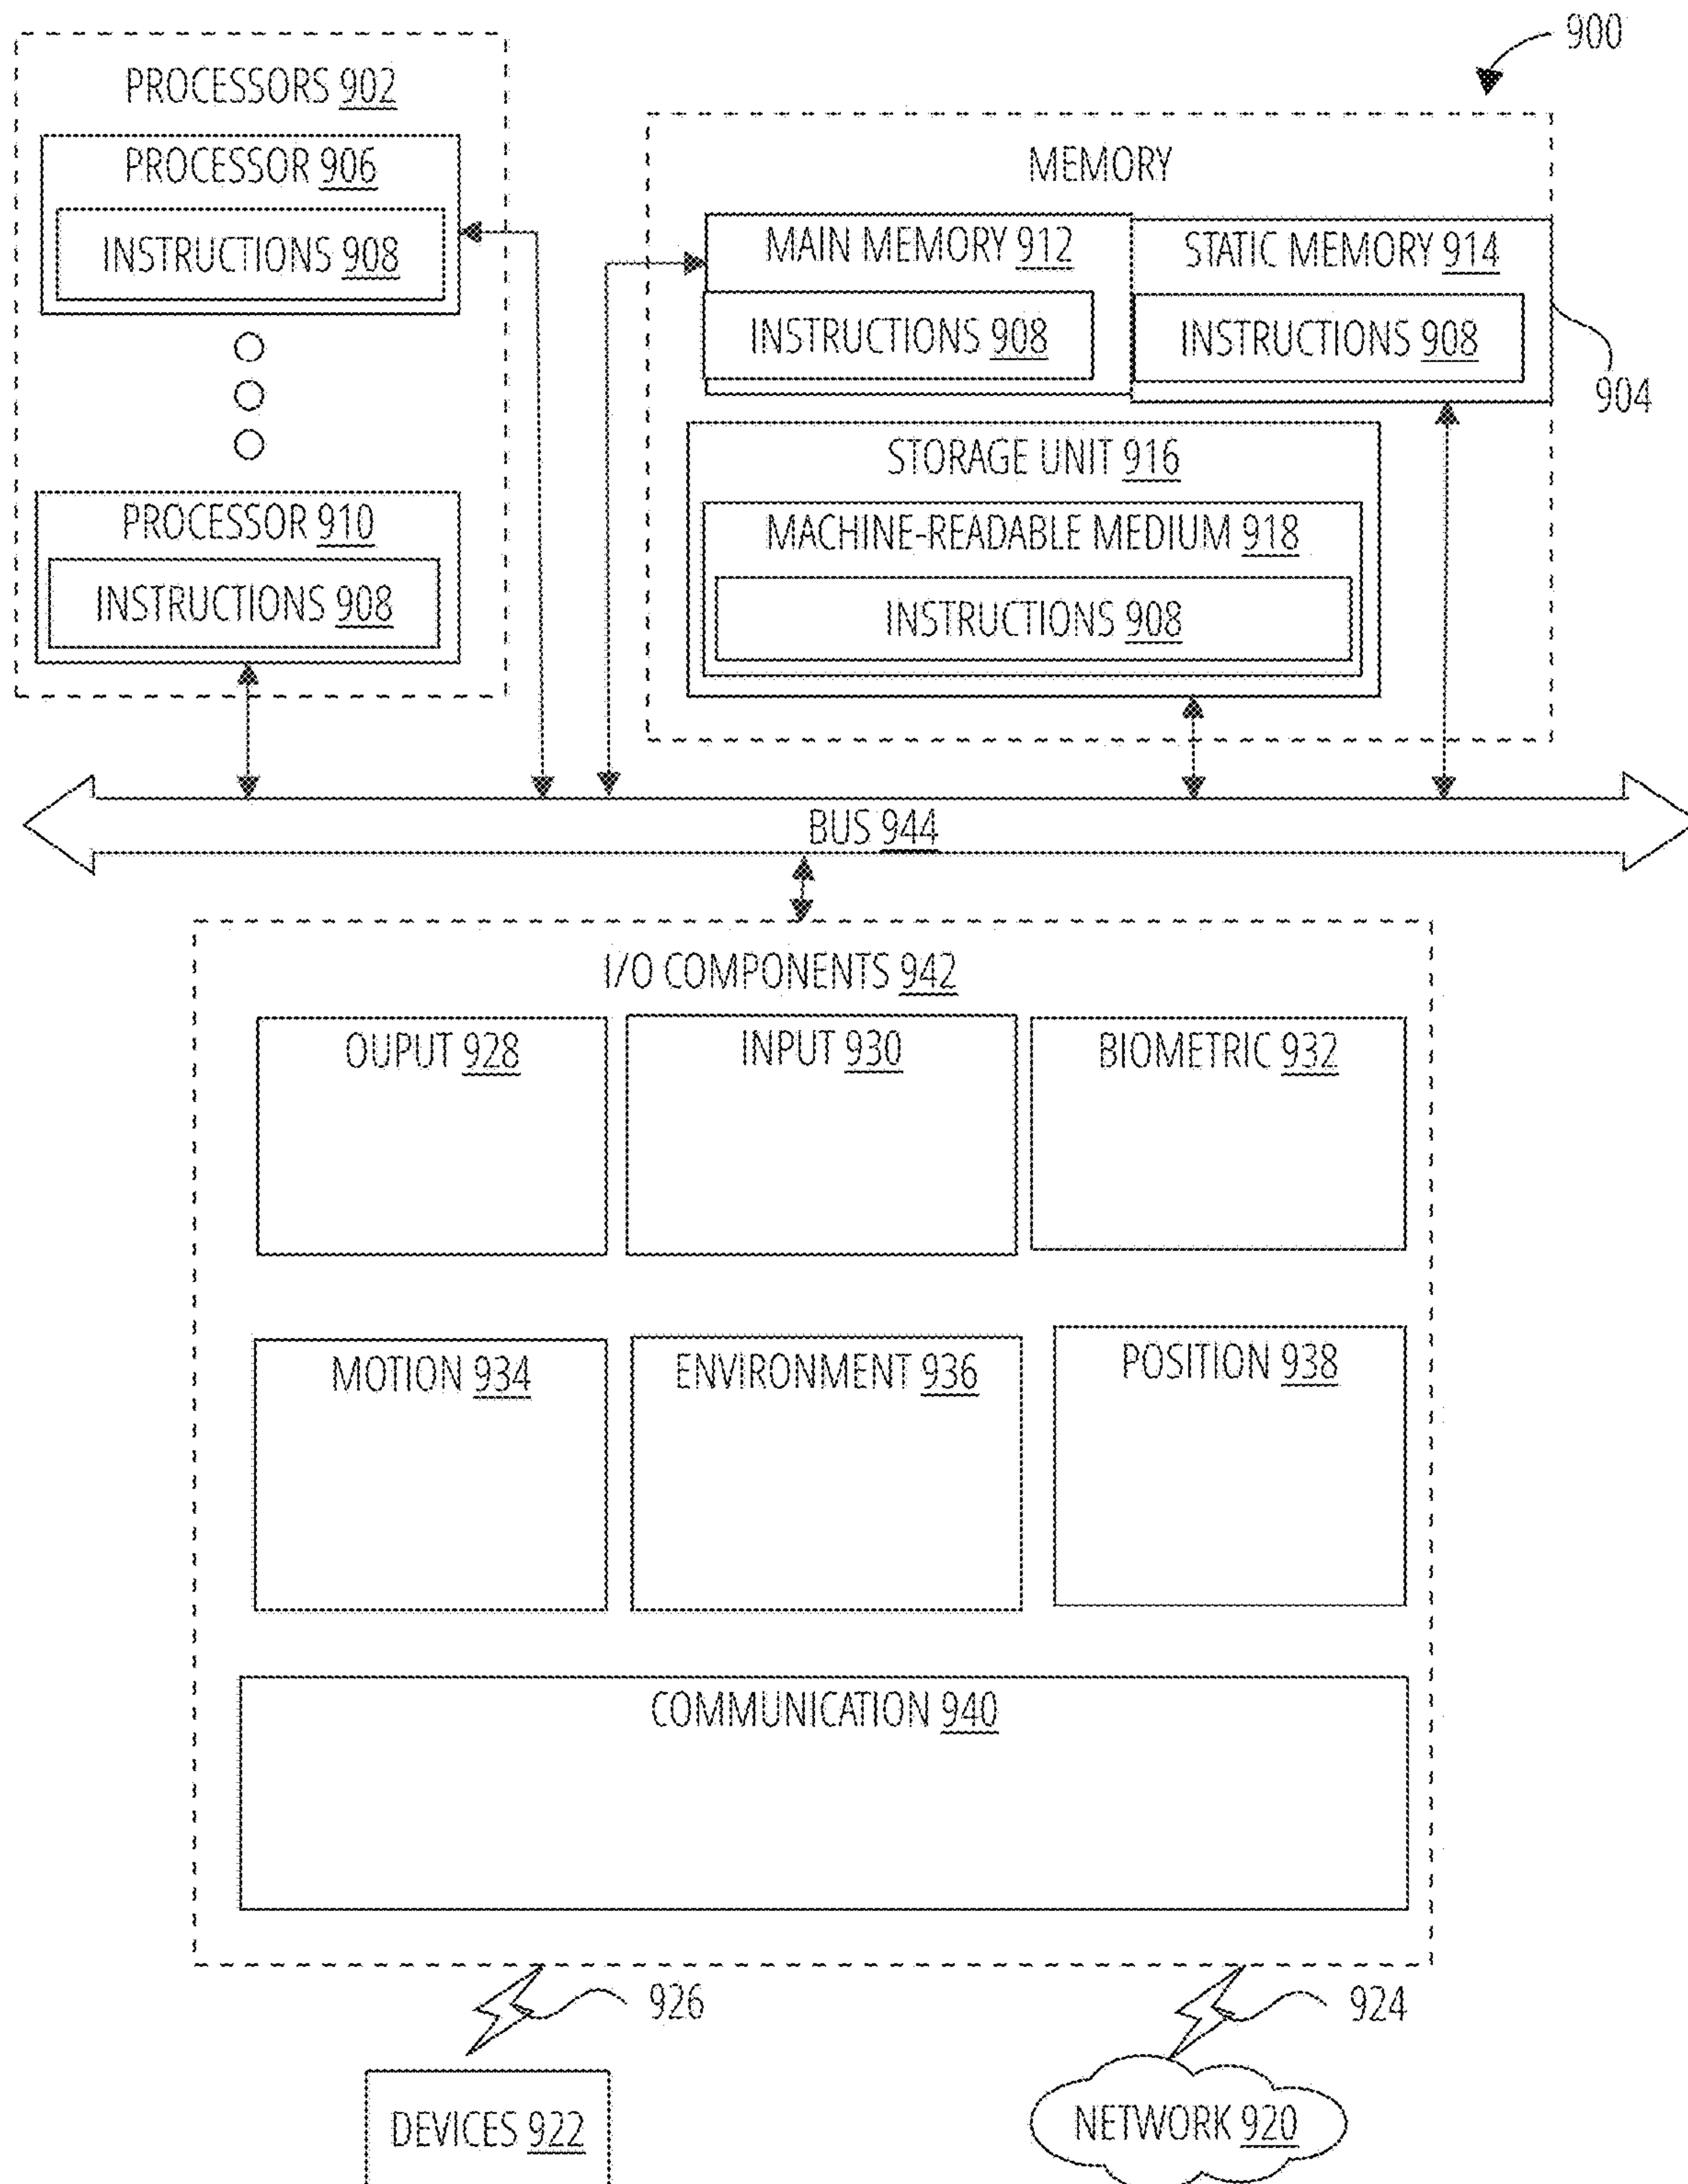 900
PROCESSORS 902
PROCESSOR 906
INSTRUCTIONS 908
PROCESSOR 910
INSTRUCTIONS 908
MEMORY
MAIN MEMORY 912
INSTRUCTIONS 908
STATIC MEMORY 914
INSTRUCTIONS 908
904
STORAGE UNIT 916
MACHINE-READABLE MEDIUM 918
INSTRUCTIONS 908
BUS 944
I/O COMPONENTS 942
OUPUT 928
INPUT 930
BIOMETRIC 932
MOTION 934
ENVIRONMENT 936
POSITION 938
COMMUNICATION 940
926
924
DEVICES 922
NETWORK 920